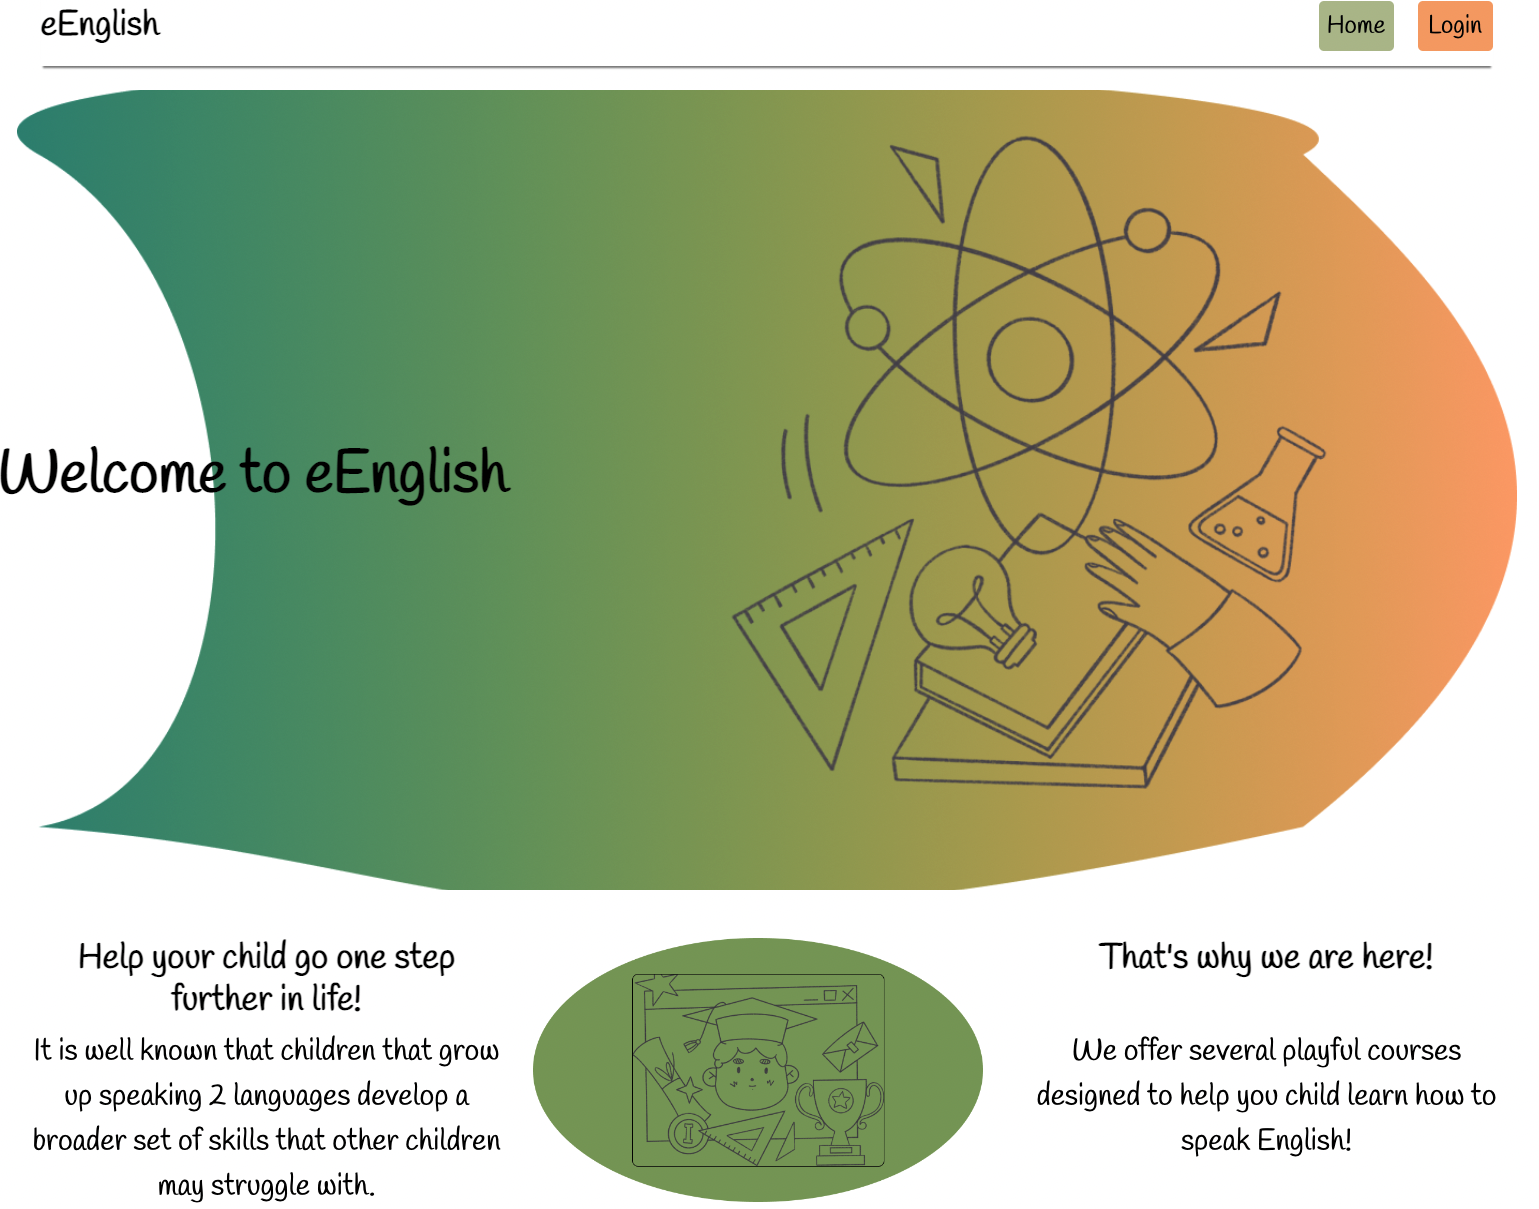 eEnglish
Home
Login
Welcome to eEnglish
Help your child go one step
further in life!
It is well known that children that grow
up speaking 2 languages develop a
broader set of skills that other children
may struggle with.
I
That's why we are here!
We offer several playful courses
designed to help you child learn how to
speak English!